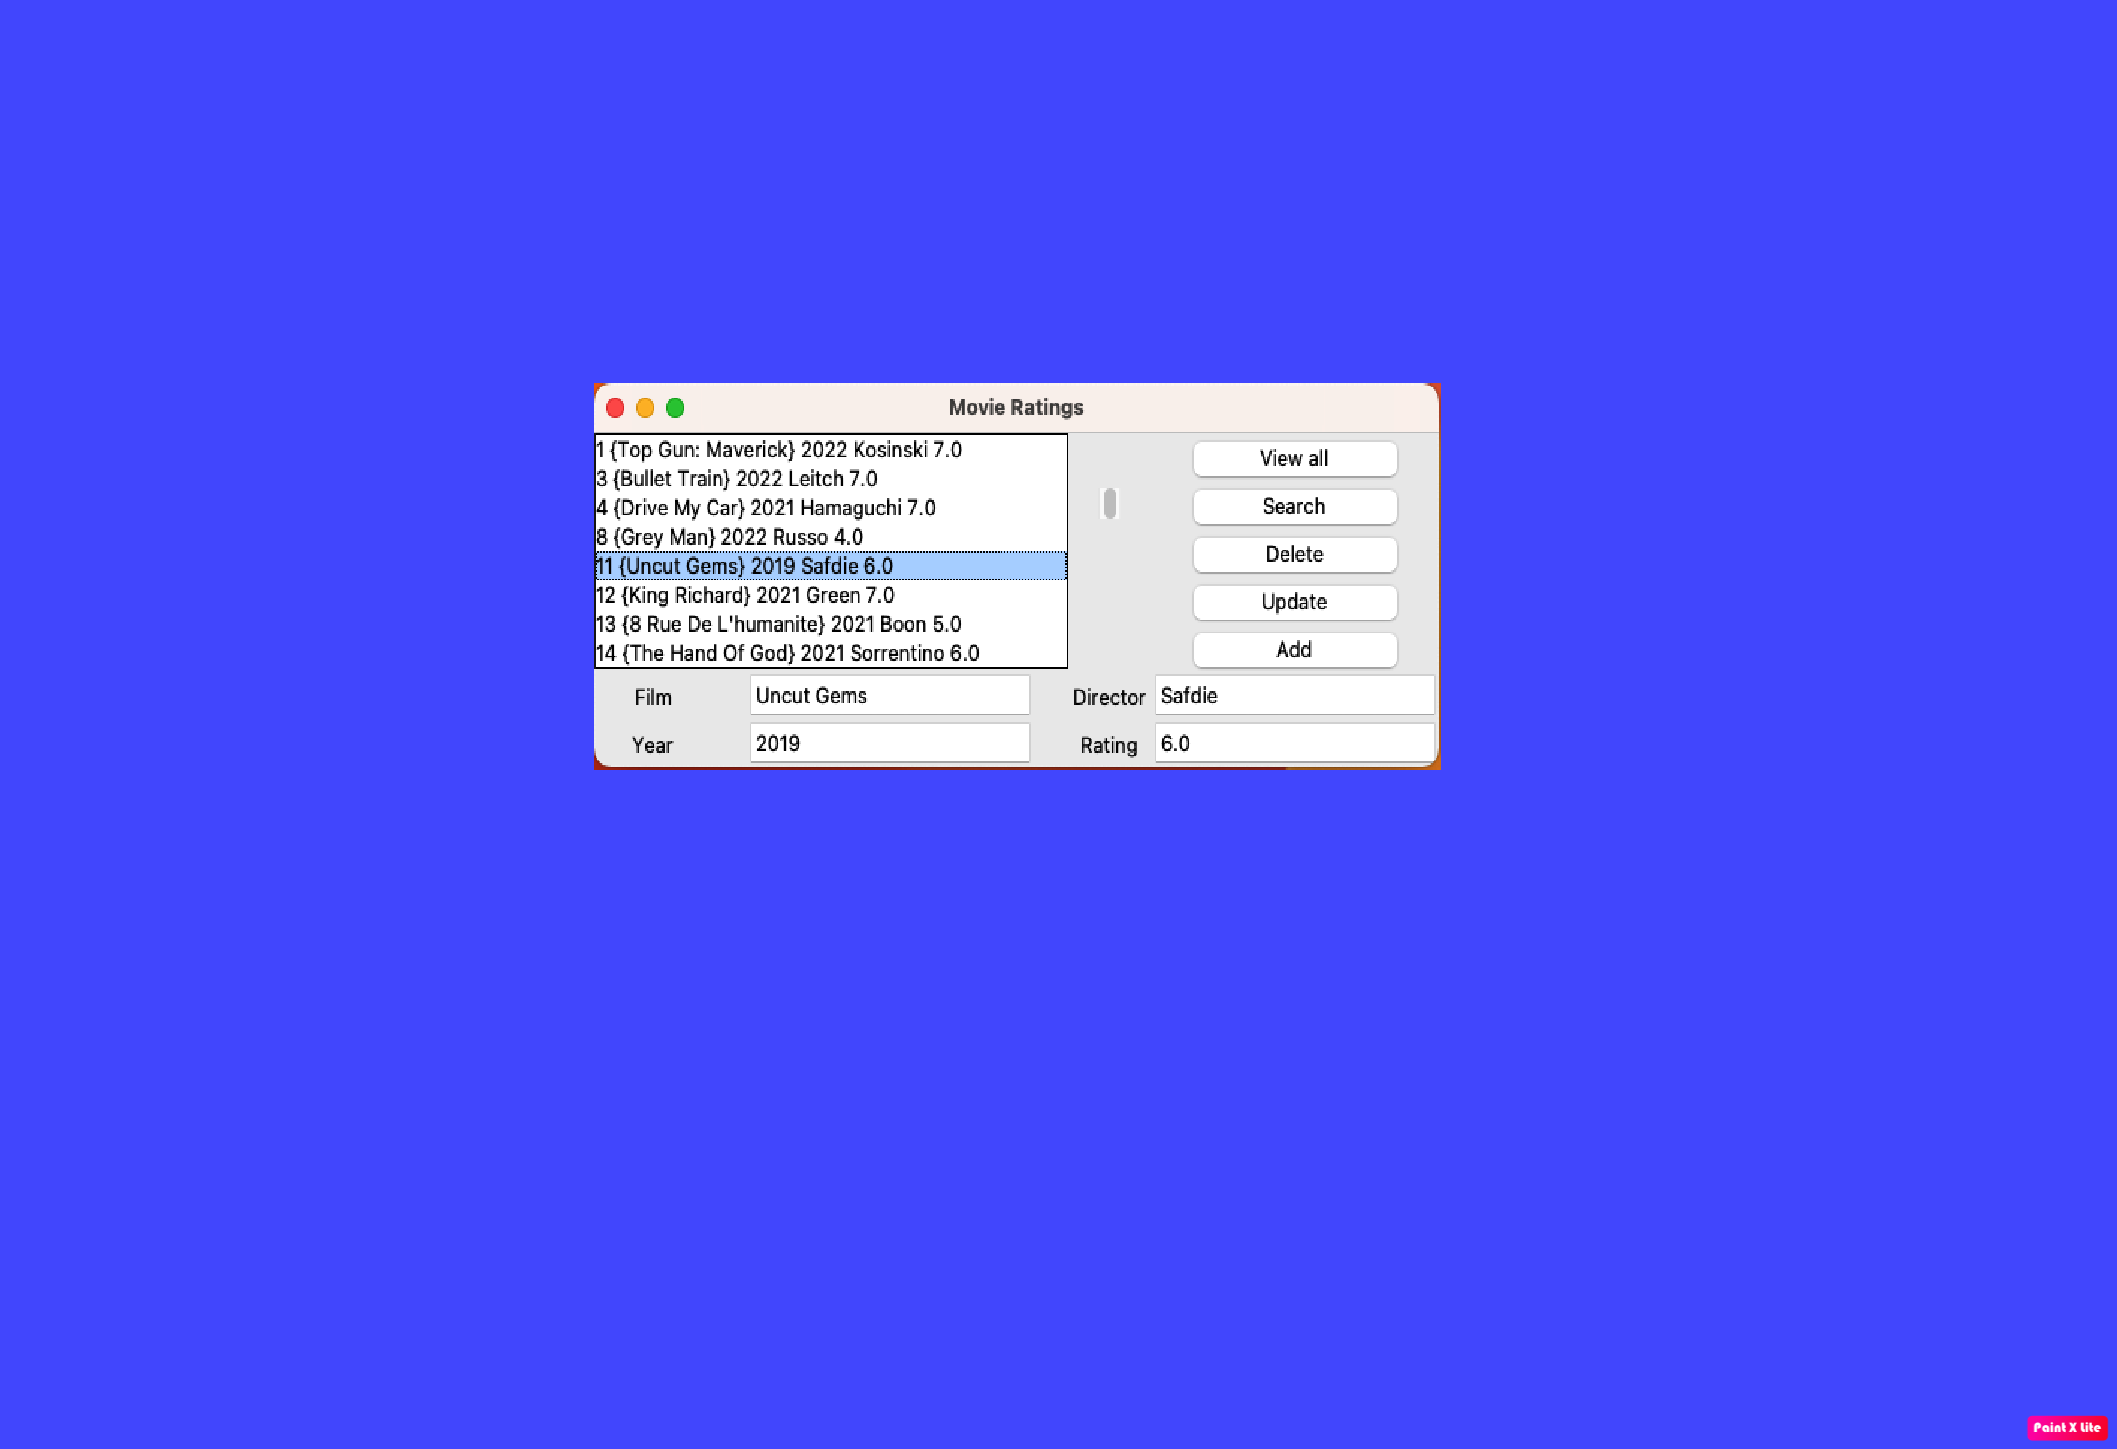 Movie Ratings
1 {Top Gun: Maverick} 2022 Kosinski 7.0
3 {Bullet Train} 2022 Leitch 7.0
4 {Drive My Car} 2021 Hamaguchi 7.0
8 {Grey Man} 2022 Russo 4.0
11 {Uncut Gems} 2019 Safdie 6.0
12 {King Richard} 2021 Green 7.0
13 {8 Rue De L'humanite} 2021 Boon 5.0
14 {The Hand Of God} 2021 Sorrentino 6.0
View all
Search
Delete
Update
Add
Film Uncut Gems Director Safdie
Year 2019 Rating 6.0
Paint X lite